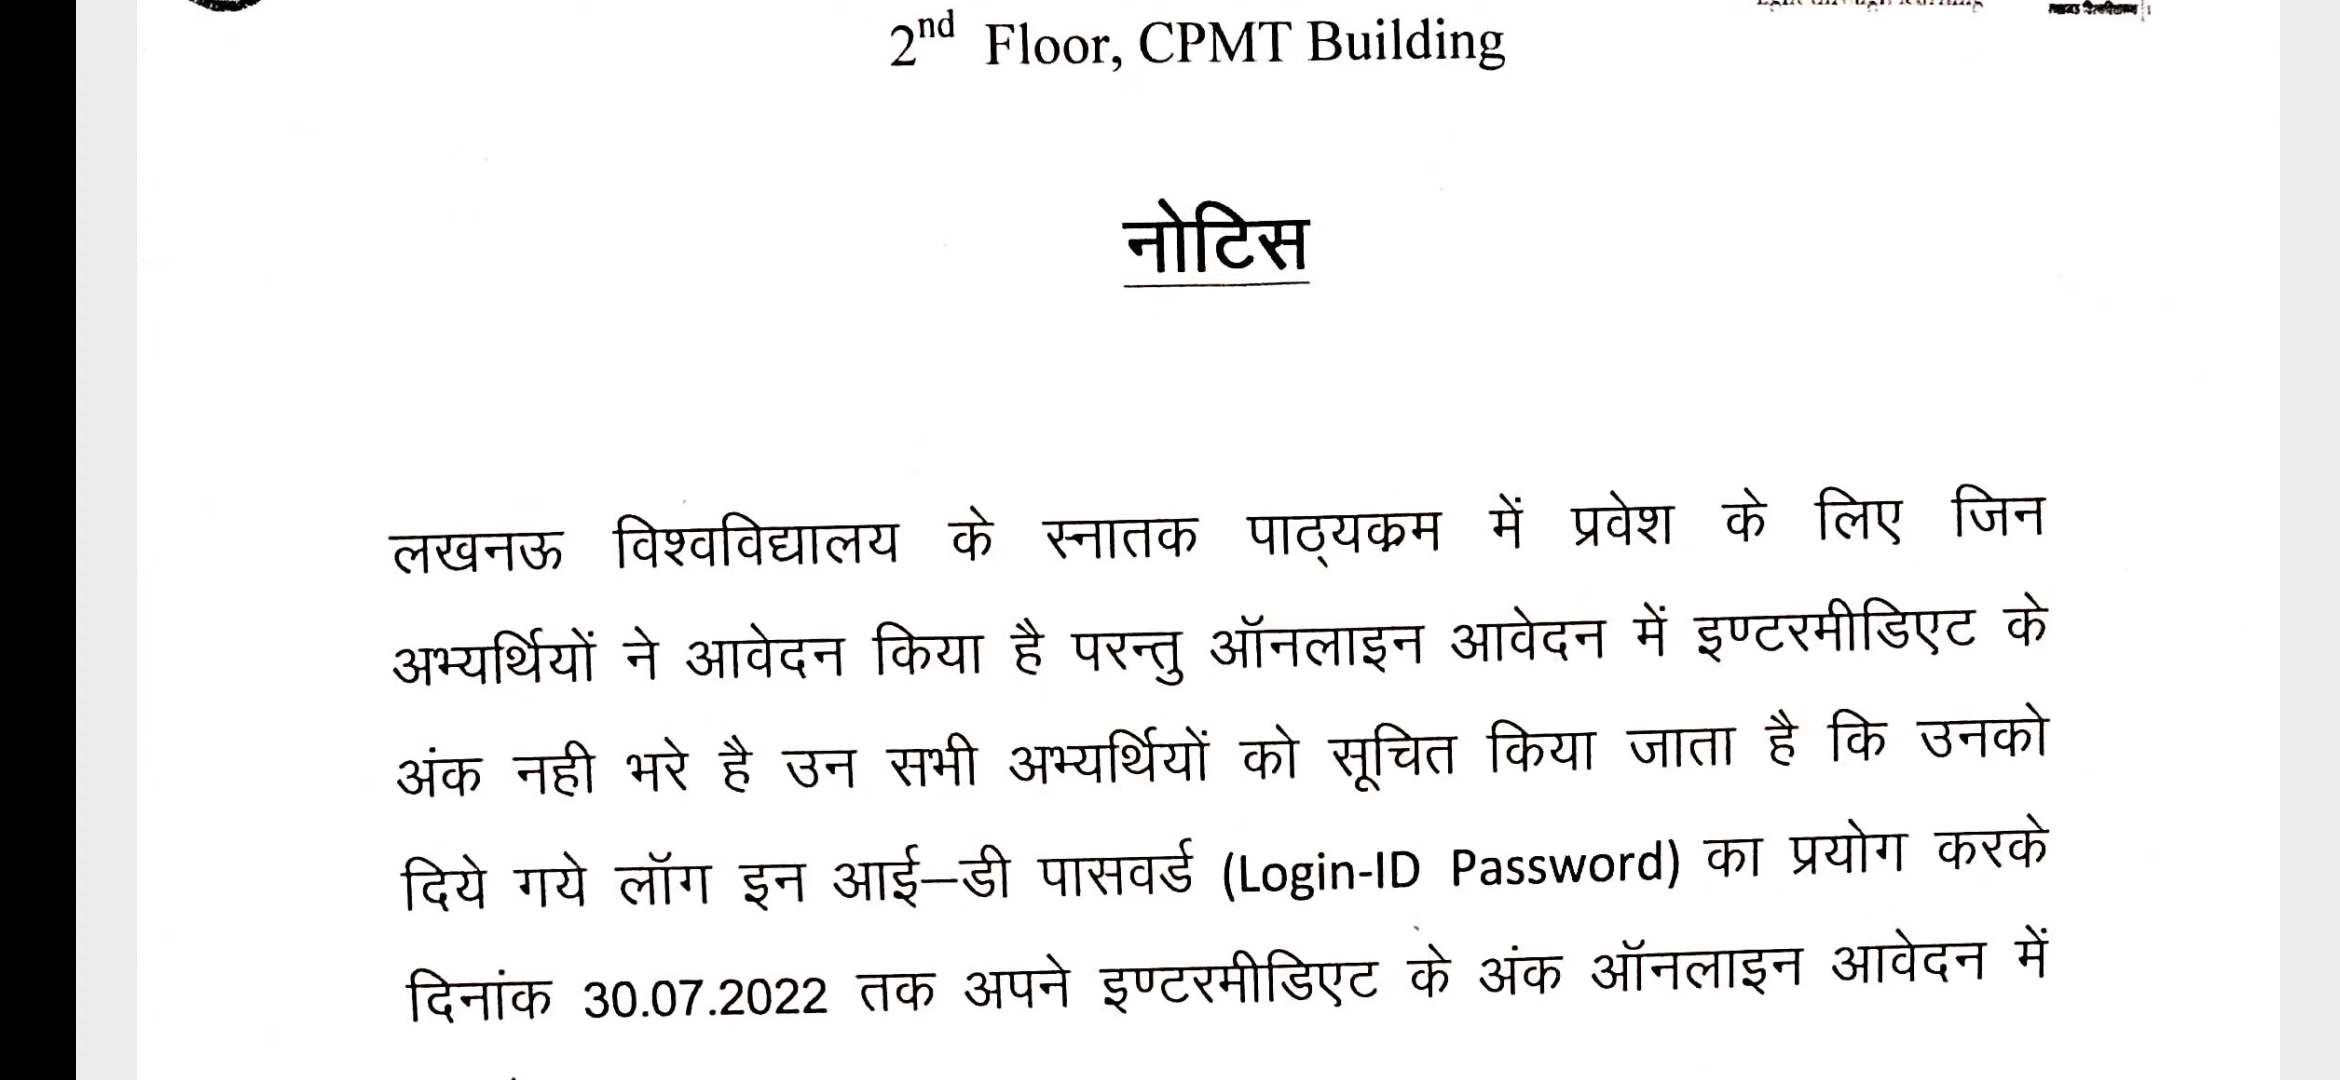 2nd Floor, CPMT Building
नोटिस
लखनऊ विश्वविद्यालय के स्नातक पाठ्यकम में प्रवेश के लिए जिन
अभ्यर्थियों ने आवेदन किया है परन्तु ऑनलाइन आवेदन में इण्टरमीडिएट के
अंक नही भरे है उन सभी अभ्यर्थियों को सूचित किया जाता है कि उनको
दिये गये लॉग इन आई–डी पासवर्ड (Login-ID Password) का प्रयोग करके
दिनांक 30.07.2022 तक अपने इण्टरमीडिएट के अंक ऑनलाइन आवेदन में